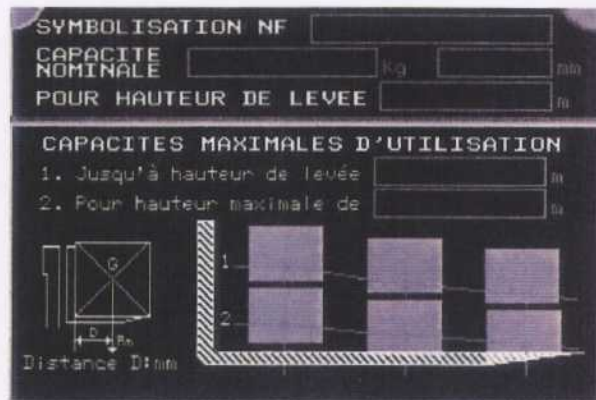 SYMBOLISATION NF
CAPACITE NOMINALE Kg mm
POUR HAUTEUR DE LEVEE m
CAPACITES MAXIMALES D'UTILISATION
1. Jusqu'à hauteur de levée m
2. Pour hauteur maximale de m
G
1
2
D
Distance D:mm